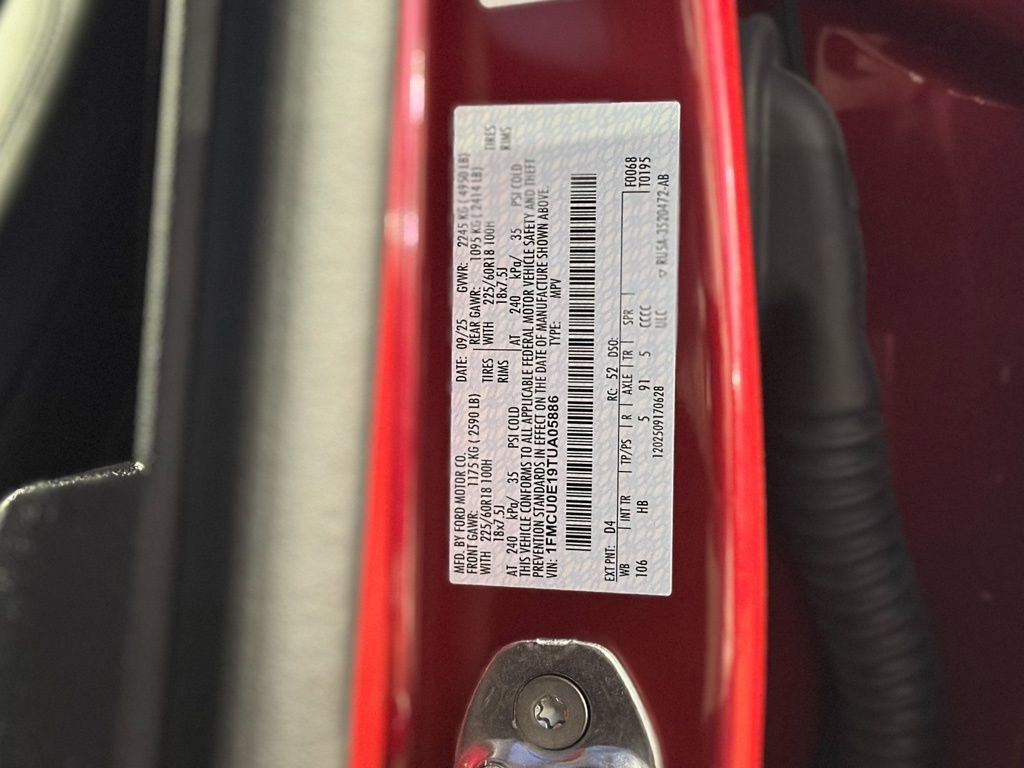 MFD. BY FORD MOTOR CO.
DATE: 09/25 GVWR: 2245 KG ( 4950 LB)
FRONT GAWR: 1175 KG ( 2590 LB) REAR GAWR: 1095 KG ( 2414 LB)
WITH 225/60R18 100H TIRES WITH 225/60R18 100H TIRES
18x7.5J RIMS 18x7.5J RIMS
AT 240 kPa/ 35 PSI COLD AT 240 kPa/ 35 PSI COLD
THIS VEHICLE CONFORMS TO ALL APPLICABLE FEDERAL MOTOR VEHICLE SAFETY AND THEFT
PREVENTION STANDARDS IN EFFECT ON THE DATE OF MANUFACTURE SHOWN ABOVE.
VIN: 1FMCU0E19TUA05886 TYPE: MPV
EXT PNT: D4 RC: 52 DSO: F0068
WB INT TR TP/PS R AXLE TR SPR T0195
106 HB 5 91 5 CCCC
ULC
1202509170628 ▽ RU5A-3520472-AB